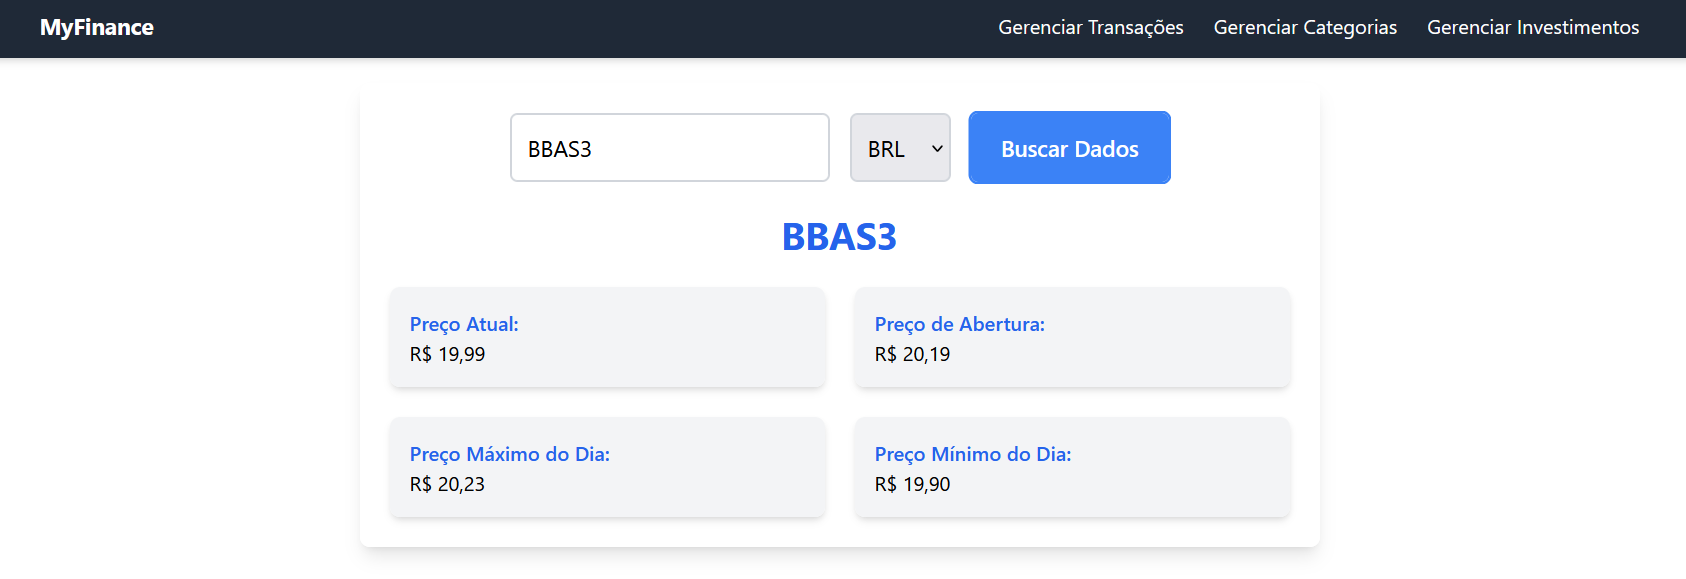 MyFinance
Gerenciar Transações Gerenciar Categorias Gerenciar Investimentos
BBAS3 BRL Buscar Dados
BBAS3
Preço Atual:
R$ 19,99
Preço de Abertura:
R$ 20,19
Preço Máximo do Dia:
R$ 20,23
Preço Mínimo do Dia:
R$ 19,90